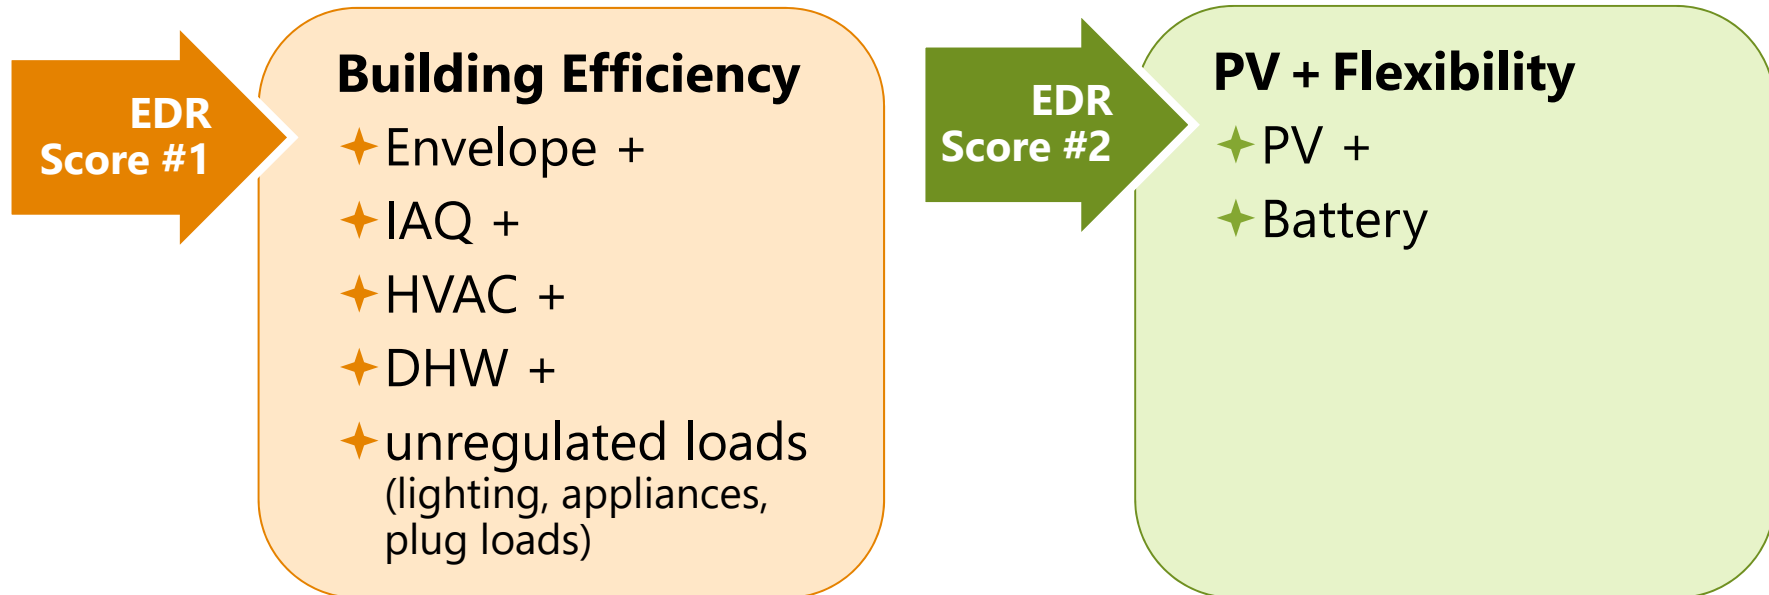 EDR
Score #1
Building Efficiency
Envelope +
IAQ +
HVAC +
DHW +
unregulated loads
(lighting, appliances,
plug loads)
EDR
Score #2
PV + Flexibility
PV +
Battery